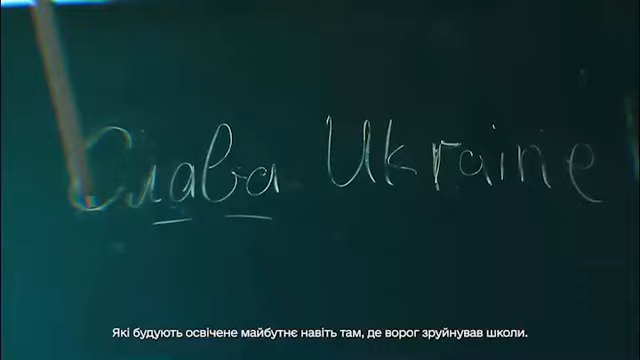 Слава Ukraine
Які будують освічене майбутнє навіть там, де ворог зруйнував школи.